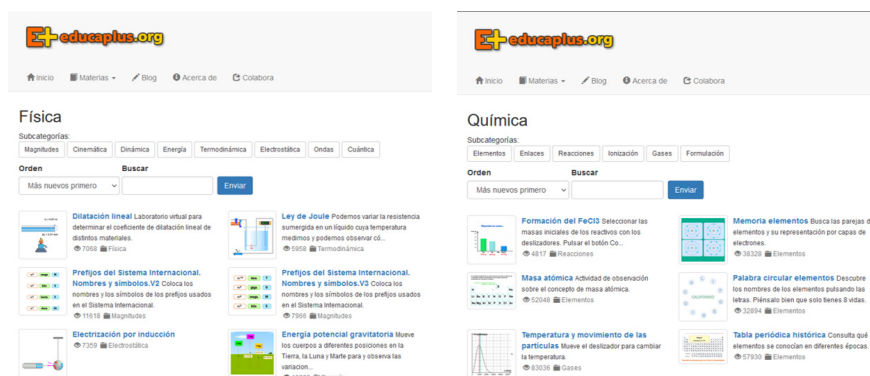 E+ educaplus.org
Inicio Materias Blog Acerca de Colabora
Física
Subcategorías:
Magnitudes Cinemática Dinámica Energía Termodinámica Electrostática Ondas Cuántica
Orden Buscar
Más nuevos primero Enviar
Dilatación lineal Laboratorio virtual para
determinar el coeficiente de dilatación lineal de
distintos materiales.
7068 Física
Ley de Joule Podemos variar la resistencia
sumergida en un líquido cuya temperatura
medimos y podemos observar có...
5958 Termodinámica
Prefijos del Sistema Internacional.
Nombres y símbolos.V2 Coloca los
nombres y los símbolos de los prefijos usados
en el Sistema Internacional.
11618 Magnitudes
Prefijos del Sistema Internacional.
Nombres y símbolos.V3 Coloca los
nombres y los símbolos de los prefijos usados
en el Sistema Internacional.
7966 Magnitudes
Electrización por inducción
7359 Electrostática
Energía potencial gravitatoria Mueve
los cuerpos a diferentes posiciones en la
Tierra, la Luna y Marte para y observa las
variacion...
E+ educaplus.org
Inicio Materias Blog Acerca de Colabora
Química
Subcategorías:
Elementos Enlaces Reacciones Ionización Gases Formulación
Orden Buscar
Más nuevos primero Enviar
Formación del FeCl3 Seleccionar las
masas iniciales de los reactivos con los
deslizadores. Pulsar el botón Co...
4817 Reacciones
Memoria elementos Busca las parejas d
elementos y su representación por capas de
electrones.
38328 Elementos
Masa atómica Actividad de observación
sobre el concepto de masa atómica.
52048 Elementos
Palabra circular elementos Descubre
los nombres de los elementos pulsando las
letras. Piénsalo bien que solo tienes 8 vidas.
32894 Elementos
CALIFORNIO
Temperatura y movimiento de las
partículas Mueve el deslizador para cambiar
la temperatura.
83036 Gases
Tabla periódica histórica Consulta qué
elementos se conocían en diferentes épocas.
57930 Elementos